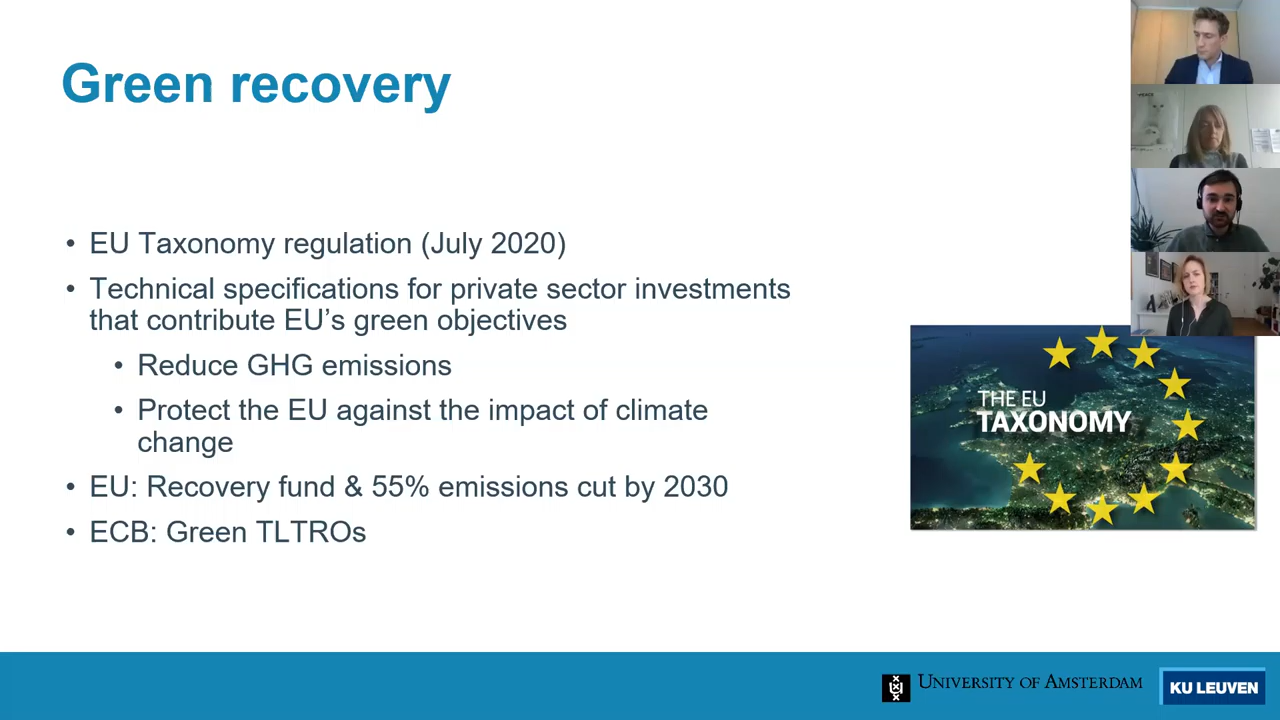 Green recovery
• EU Taxonomy regulation (July 2020)
• Technical specifications for private sector investments
that contribute EU’s green objectives
• Reduce GHG emissions
• Protect the EU against the impact of climate
change
• EU: Recovery fund & 55% emissions cut by 2030
• ECB: Green TLTROs
THE EU
TAXONOMY
UNIVERSITY OF AMSTERDAM
KU LEUVEN